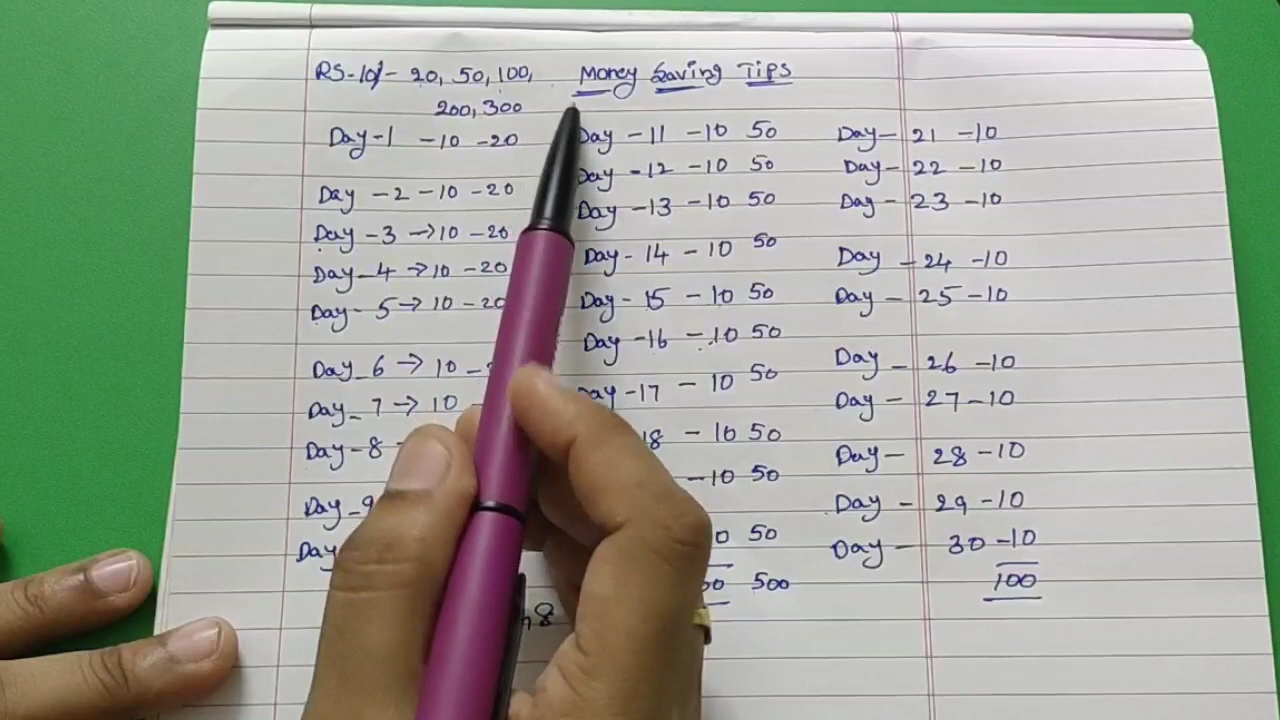 RS-10/- 20, 50, 100,
200, 300
Money Saving Tips
Day-1 -10 -20
Day -2 -10 -20
Day -3 →10 -20
Day -4 →10 -20
Day- 5→ 10 -20
Day -6 → 10 -
Day - 7 → 10
Day -8
Day -9
Day
Day -11 -10 50
Day -12 -10 50
Day -13 -10 50
Day- 14 - 10 50
Day- 15 - 10 50
Day -16 - 10 50
Day -17 - 10 50
18 - 10 50
-10 50
0 50
00 500
8
Day- 21 -10
Day- 22 -10
Day- 23 -10
Day -24 -10
Day - 25 -10
Day - 26 -10
Day - 27 -10
Day- 28 -10
Day - 29 -10
Day - 30 -10
100